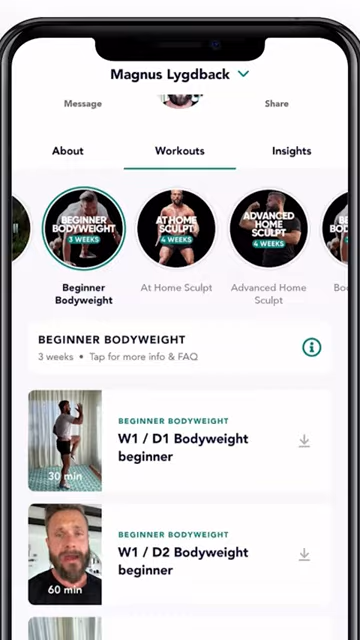 Magnus Lygdback
Message
Share
About
Workouts
Insights
BEGINNER
BODYWEIGHT
3 WEEKS
AT HOME
SCULPT
4 WEEKS
ADVANCED
HOME
SCULPT
4 WEEKS
Beginner
Bodyweight
At Home Sculpt
Advanced Home
Sculpt
BEGINNER BODYWEIGHT
3 weeks • Tap for more info & FAQ
30 min
BEGINNER BODYWEIGHT
W1 / D1 Bodyweight
beginner
60 min
BEGINNER BODYWEIGHT
W1 / D2 Bodyweight
beginner